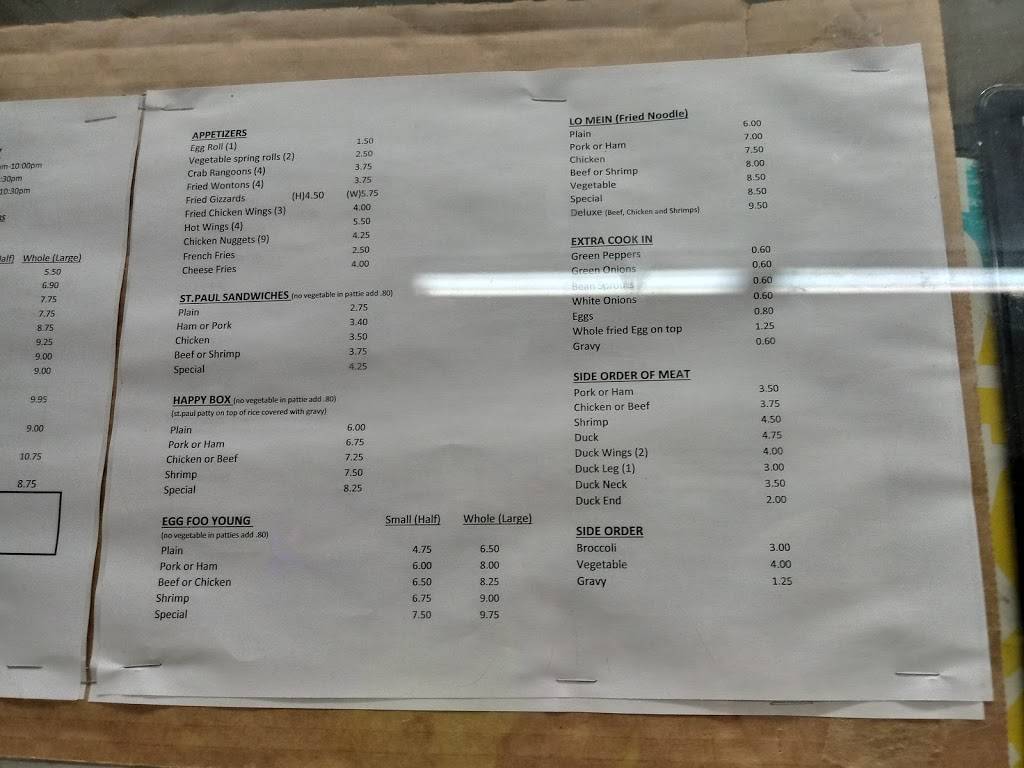 m-10:00pm
:30pm
10:30pm
alf) Whole (Large)
5.50
6.90
7.75
7.75
8.75
9.25
9.00
9.00
9.95
9.00
10.75
8.75
APPETIZERS
Egg Roll (1) 1.50
Vegetable spring rolls (2) 2.50
Crab Rangoons (4) 3.75
Fried Wontons (4) 3.75
Fried Gizzards (H)4.50 (W)5.75
Fried Chicken Wings (3) 4.00
Hot Wings (4) 5.50
Chicken Nuggets (9) 4.25
French Fries 2.50
Cheese Fries 4.00
ST.PAUL SANDWICHES (no vegetable in pattie add .80)
Plain 2.75
Ham or Pork 3.40
Chicken 3.50
Beef or Shrimp 3.75
Special 4.25
HAPPY BOX (no vegetable in pattie add .80)
(st.paul patty on top of rice covered with gravy)
Plain 6.00
Pork or Ham 6.75
Chicken or Beef 7.25
Shrimp 7.50
Special 8.25
EGG FOO YOUNG Small (Half) Whole (Large)
(no vegetable in patties add .80)
Plain 4.75 6.50
Pork or Ham 6.00 8.00
Beef or Chicken 6.50 8.25
Shrimp 6.75 9.00
Special 7.50 9.75
LO MEIN (Fried Noodle)
Plain 6.00
Pork or Ham 7.00
Chicken 7.50
Beef or Shrimp 8.00
Vegetable 8.50
Special 8.50
Deluxe (Beef, Chicken and Shrimps) 9.50
EXTRA COOK IN
Green Peppers 0.60
Green Onions 0.60
Bean Sprouts 0.60
White Onions 0.60
Eggs 0.80
Whole fried Egg on top 1.25
Gravy 0.60
SIDE ORDER OF MEAT
Pork or Ham 3.50
Chicken or Beef 3.75
Shrimp 4.50
Duck 4.75
Duck Wings (2) 4.00
Duck Leg (1) 3.00
Duck Neck 3.50
Duck End 2.00
SIDE ORDER
Broccoli 3.00
Vegetable 4.00
Gravy 1.25